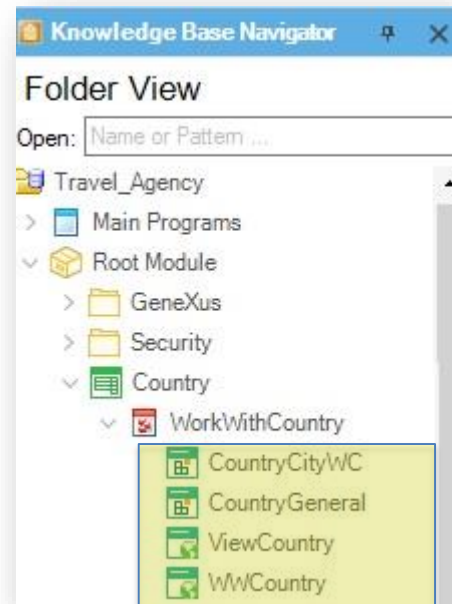 Knowledge Base Navigator
Folder View
Open: Name or Pattern ...
Travel_Agency
Main Programs
Root Module
GeneXus
Security
Country
WorkWithCountry
CountryCityWC
CountryGeneral
ViewCountry
WWCountry